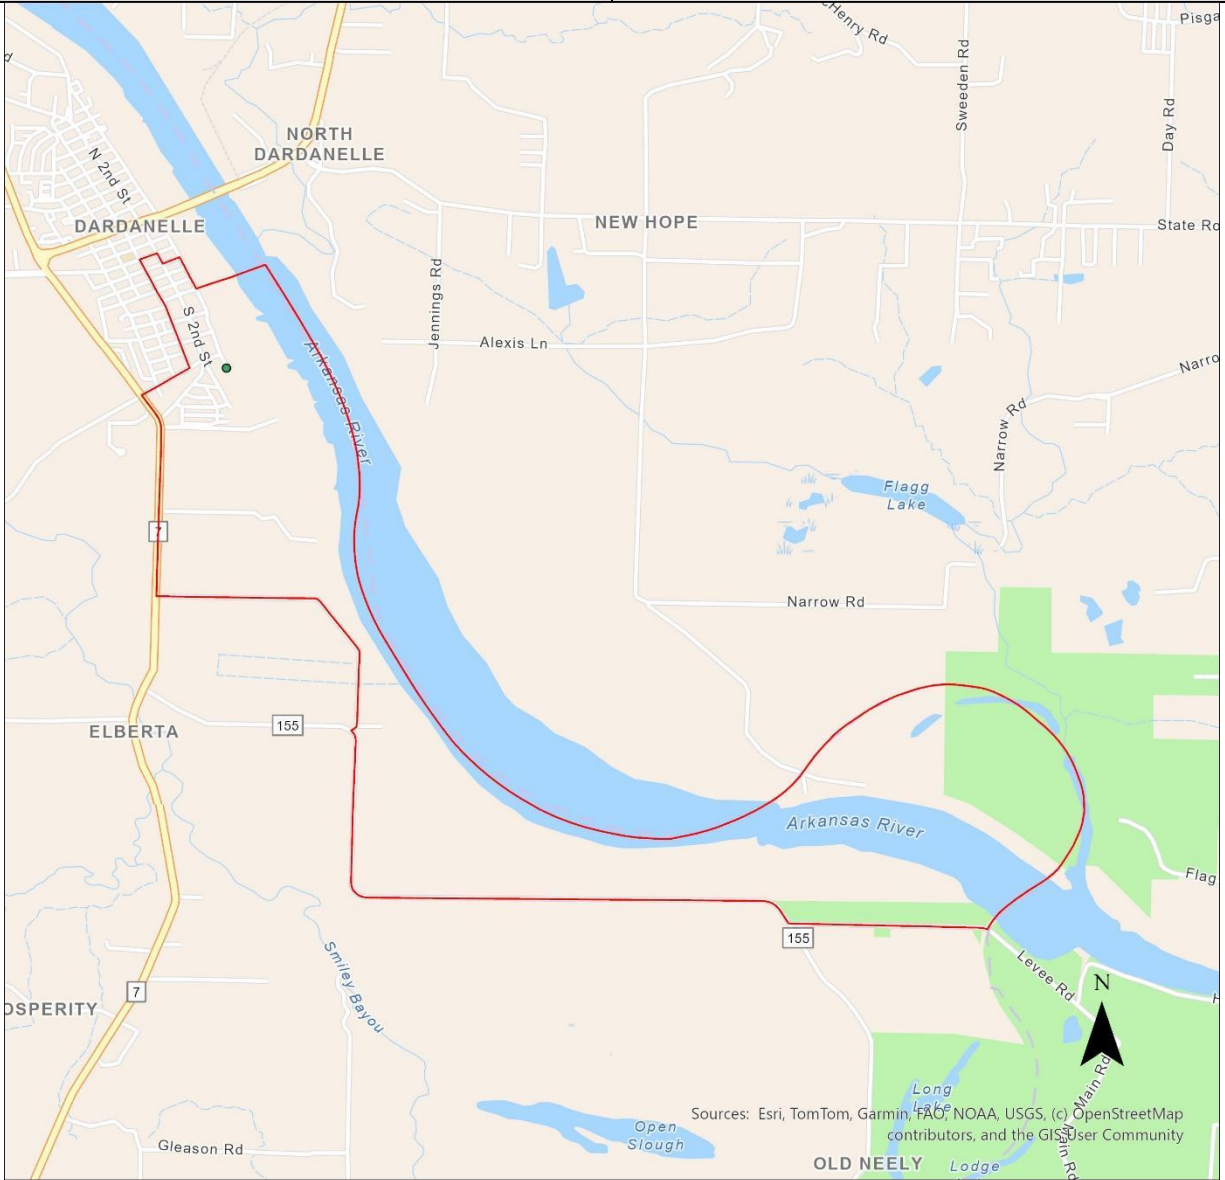 McHenry Rd
Pisga
Sweeden Rd
Day Rd
NORTH
DARDANELLE
N 2nd St
DARDANELLE
NEW HOPE
State Rd
Jennings Rd
S 2nd St
Alexis Ln
Arkansas River
Narro
Narrow Rd
Flagg
Lake
7
Narrow Rd
155
ELBERTA
Arkansas River
Flag
155
Levee Rd
Smiley Bayou
7
OSPERITY
N
H
Main Rd
Long
Lake
Sources: Esri, TomTom, Garmin, FAO, NOAA, USGS, (c) OpenStreetMap
contributors, and the GIS User Community
Open
Slough
Main Rd
Gleason Rd
OLD NEELY
Lodge